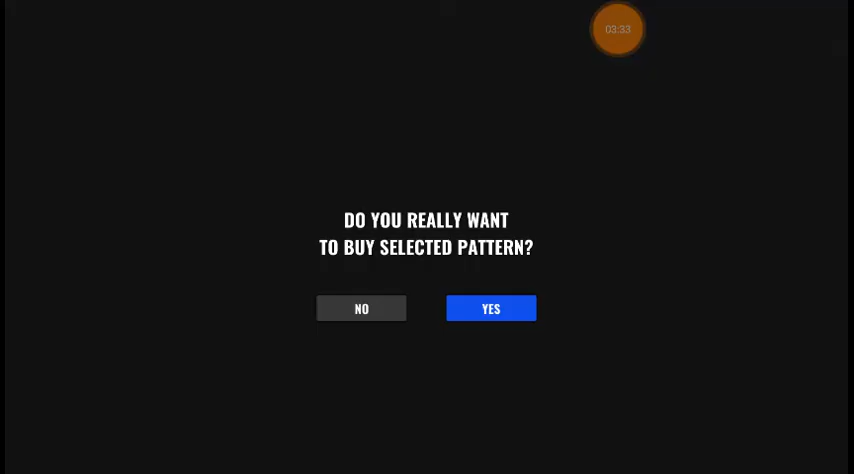 03:33
DO YOU REALLY WANT
TO BUY SELECTED PATTERN?
NO
YES